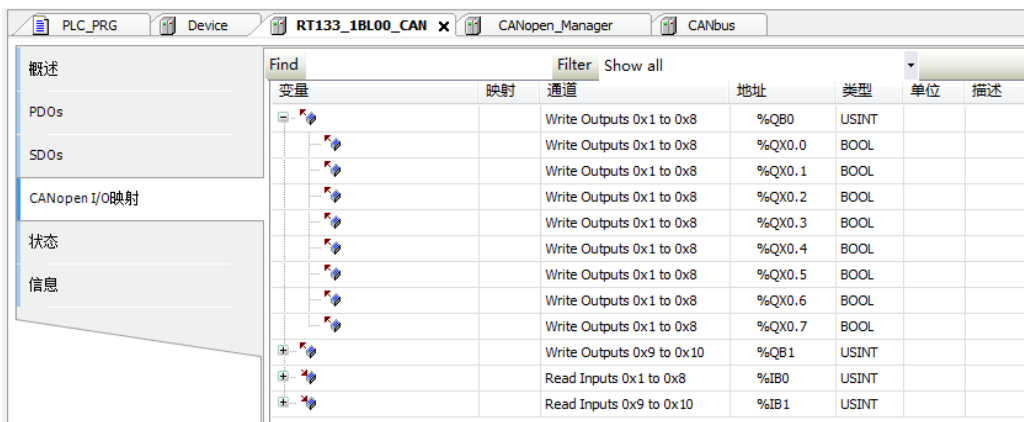 PLC_PRG Device RT133_1BL00_CAN CANopen_Manager CANbus
概述
PDOs
SDOs
CANopen I/O映射
状态
信息
Find Filter Show all
变量 映射 通道 地址 类型 单位 描述
Write Outputs 0x1 to 0x8 %QB0 USINT
Write Outputs 0x1 to 0x8 %QX0.0 BOOL
Write Outputs 0x1 to 0x8 %QX0.1 BOOL
Write Outputs 0x1 to 0x8 %QX0.2 BOOL
Write Outputs 0x1 to 0x8 %QX0.3 BOOL
Write Outputs 0x1 to 0x8 %QX0.4 BOOL
Write Outputs 0x1 to 0x8 %QX0.5 BOOL
Write Outputs 0x1 to 0x8 %QX0.6 BOOL
Write Outputs 0x1 to 0x8 %QX0.7 BOOL
Write Outputs 0x9 to 0x10 %QB1 USINT
Read Inputs 0x1 to 0x8 %IB0 USINT
Read Inputs 0x9 to 0x10 %IB1 USINT